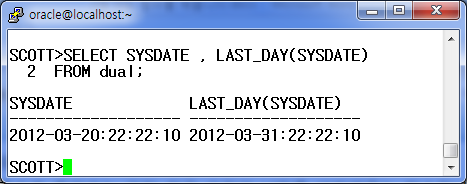 oracle@localhost:~
SCOTT>SELECT SYSDATE , LAST_DAY(SYSDATE)
  2  FROM dual;
SYSDATE             LAST_DAY(SYSDATE)
------------------- -------------------
2012-03-20:22:22:10 2012-03-31:22:22:10
SCOTT>